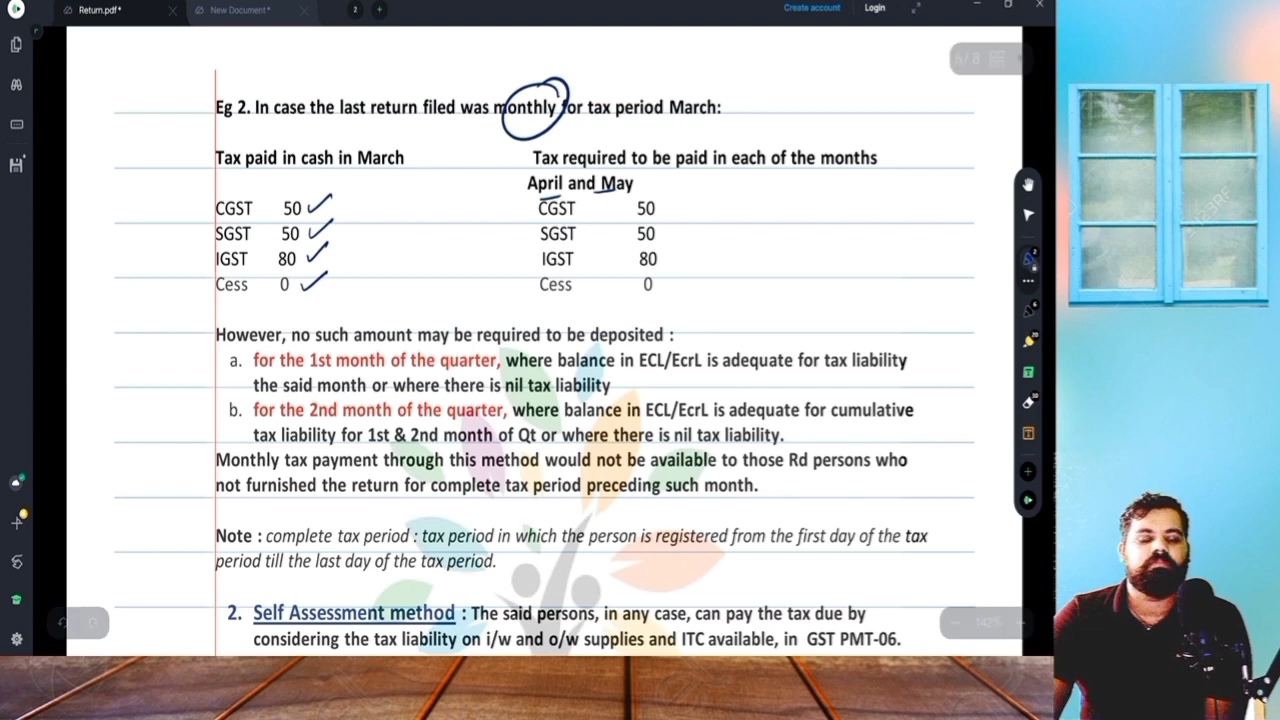 Return.pdf*
New Document*
2
+
Create account
Login
6/8
Eg 2. In case the last return filed was monthly for tax period March:
Tax paid in cash in March
Tax required to be paid in each of the months
April and May
CGST 50
CGST 50
SGST 50
SGST 50
IGST 80
IGST 80
Cess 0
Cess 0
However, no such amount may be required to be deposited :
a. for the 1st month of the quarter, where balance in ECL/EcrL is adequate for tax liability
the said month or where there is nil tax liability
b. for the 2nd month of the quarter, where balance in ECL/EcrL is adequate for cumulative
tax liability for 1st & 2nd month of Qt or where there is nil tax liability.
Monthly tax payment through this method would not be available to those Rd persons who
not furnished the return for complete tax period preceding such month.
Note : complete tax period : tax period in which the person is registered from the first day of the tax
period till the last day of the tax period.
2. Self Assessment method : The said persons, in any case, can pay the tax due by
considering the tax liability on i/w and o/w supplies and ITC available, in GST PMT-06.
142%